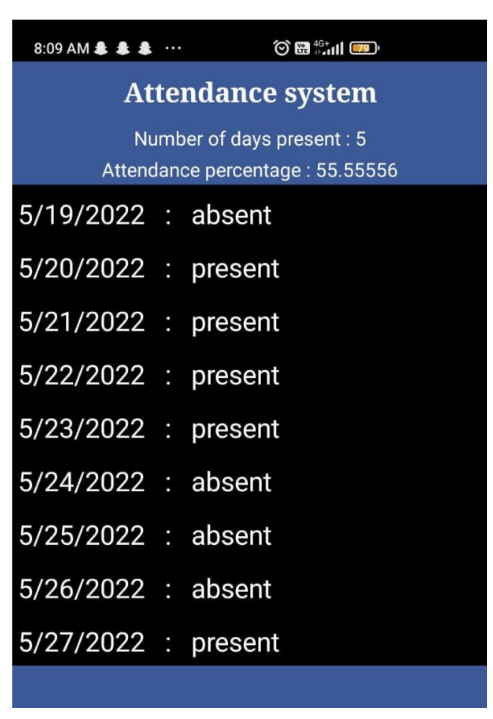 8:09 AM ... Vo LTE 4G+ 79
Attendance system
Number of days present : 5
Attendance percentage : 55.55556
5/19/2022 : absent
5/20/2022 : present
5/21/2022 : present
5/22/2022 : present
5/23/2022 : present
5/24/2022 : absent
5/25/2022 : absent
5/26/2022 : absent
5/27/2022 : present